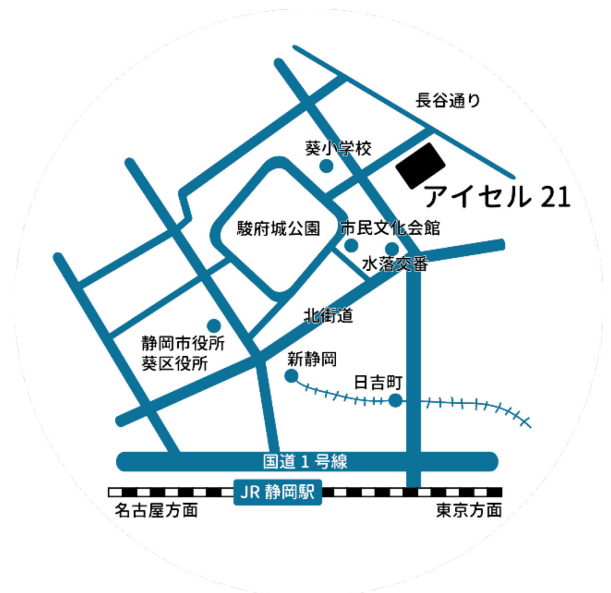 長谷通り
葵小学校
アイセル 21
駿府城公園
市民文化会館
水落交番
北街道
静岡市役所
葵区役所
新静岡
日吉町
国道 1 号線
JR 静岡駅
名古屋方面
東京方面